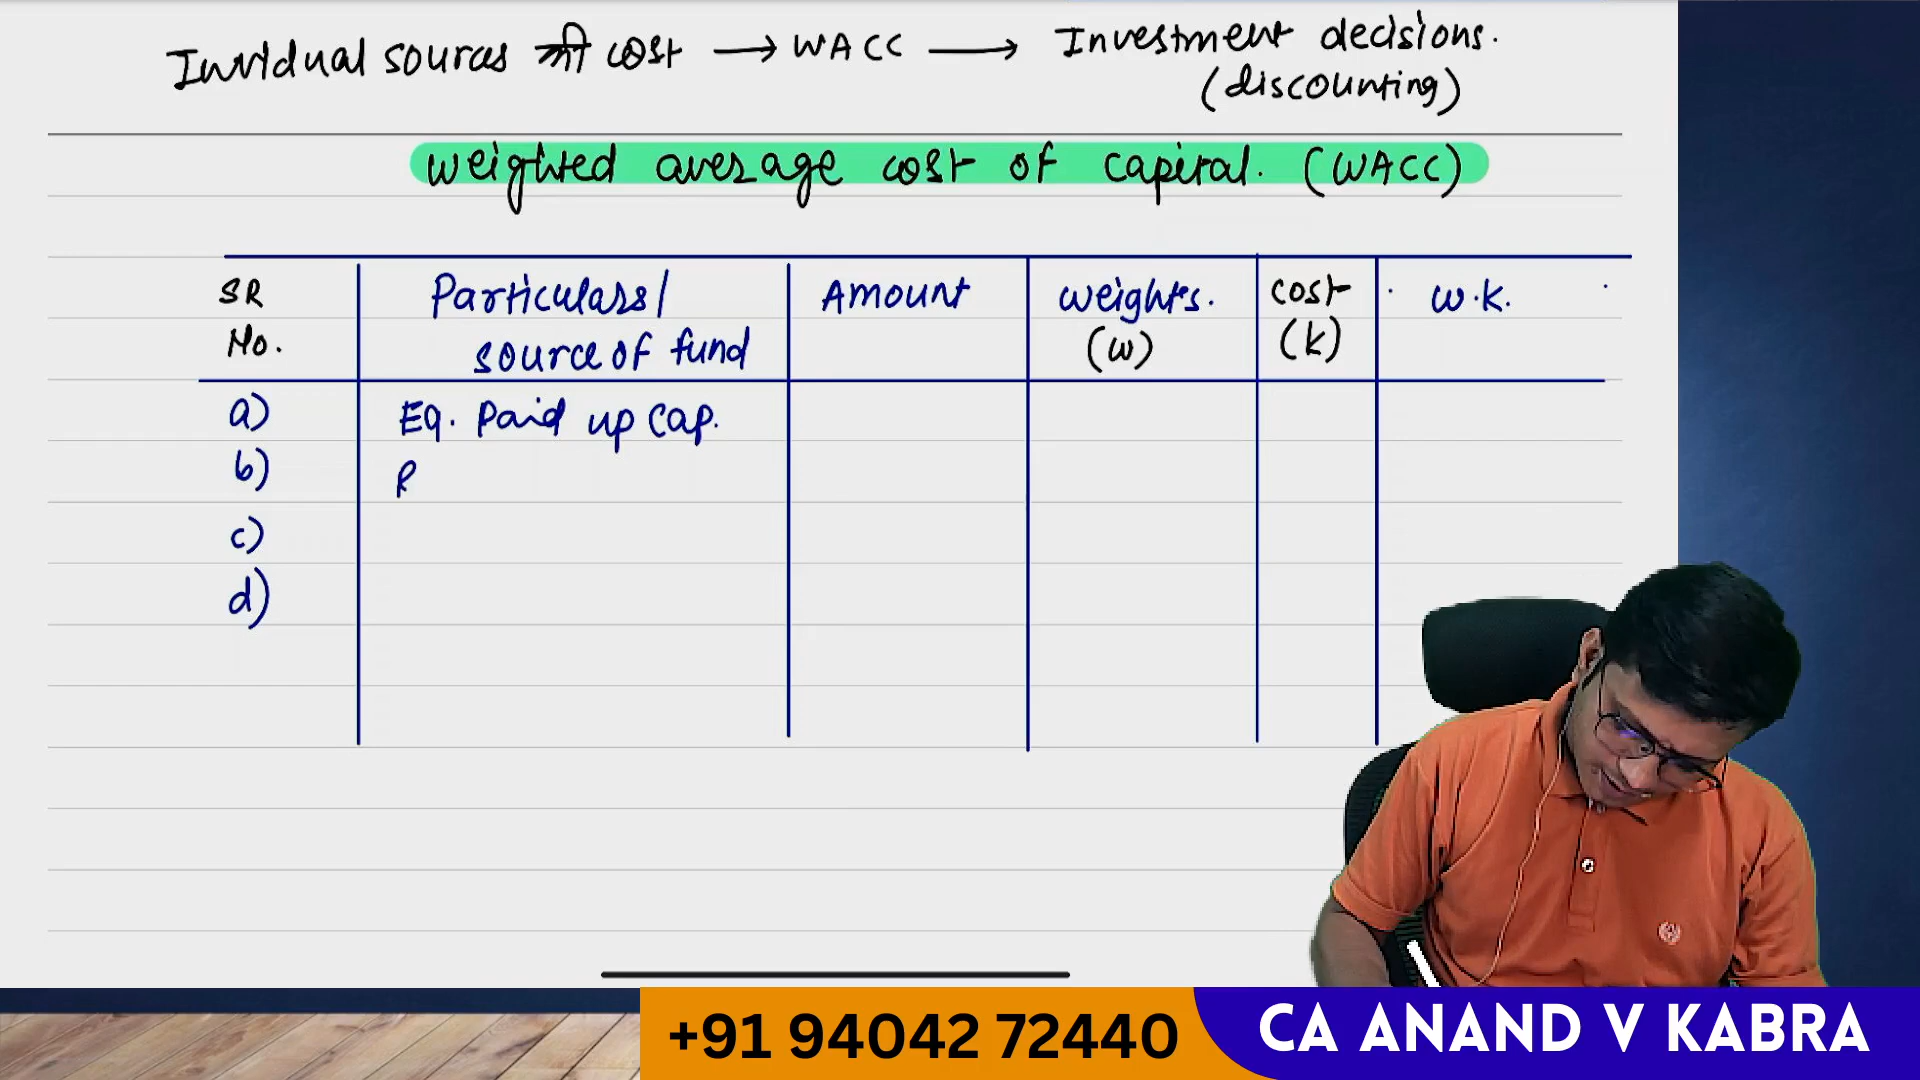 Invidual sources की cost → WACC → Investment decisions.
(discounting)
weighted average cost of capital. (WACC)
SR No. Particulars/ source of fund Amount weights. (w) cost (k) w.k.
a) Eq. Paid up Cap.
b) R
c)
d)
+91 94042 72440
CA ANAND V KABRA